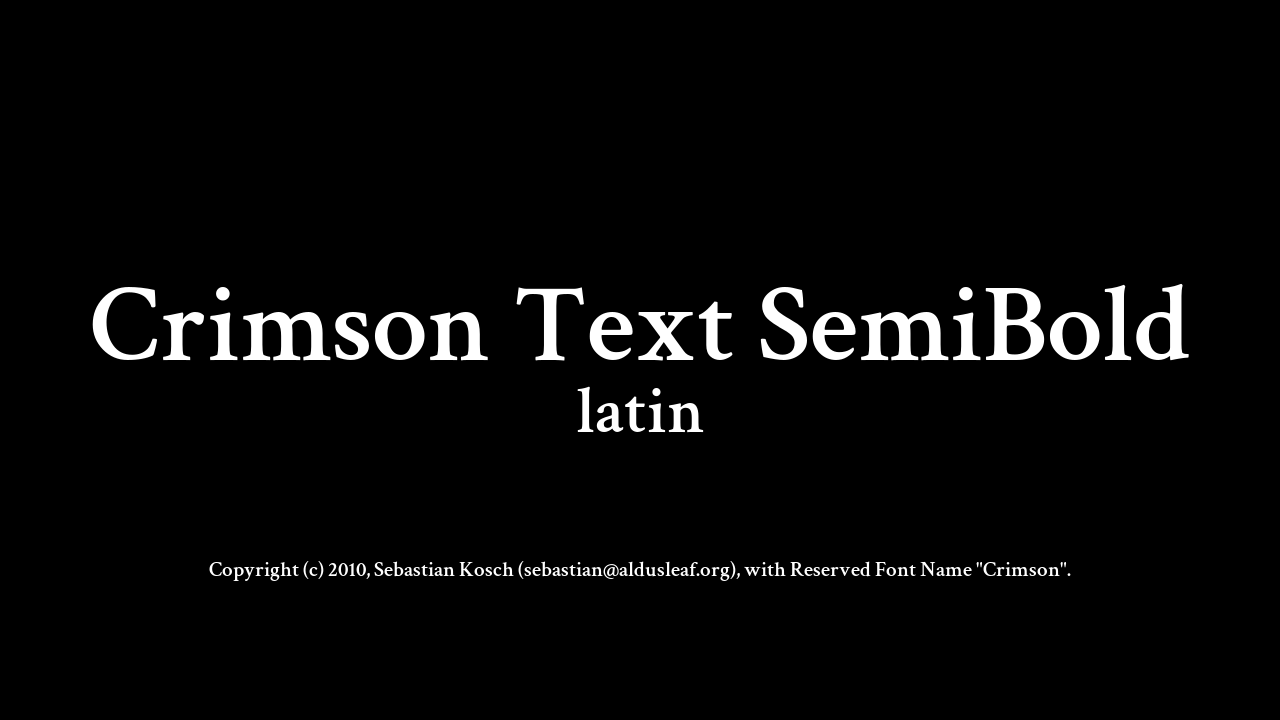 Crimson Text SemiBold
latin
Copyright (c) 2010, Sebastian Kosch (sebastian@aldusleaf.org), with Reserved Font Name "Crimson".